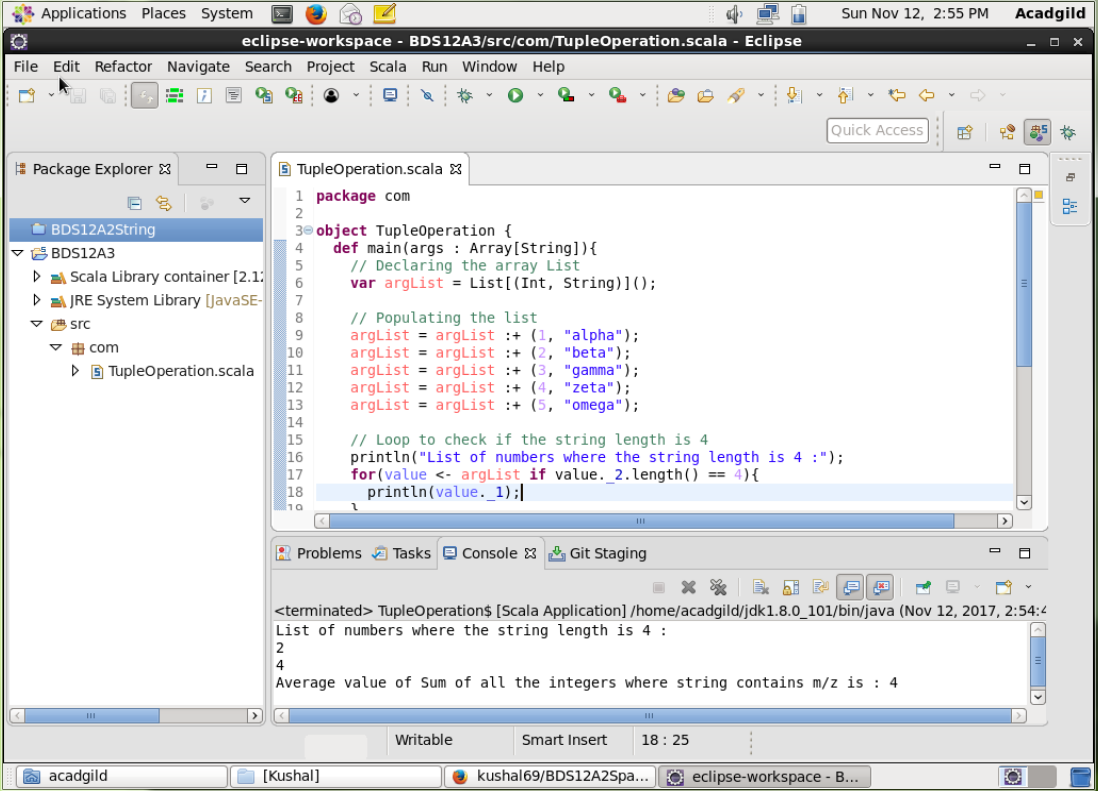 Applications Places System Sun Nov 12, 2:55 PM Acadgild
eclipse-workspace - BDS12A3/src/com/TupleOperation.scala - Eclipse
File Edit Refactor Navigate Search Project Scala Run Window Help
Quick Access
Package Explorer
BDS12A2String
BDS12A3
Scala Library container [2.12
JRE System Library [JavaSE-
src
com
TupleOperation.scala
TupleOperation.scala
1 package com
2
3 object TupleOperation {
4 def main(args : Array[String]){
5 // Declaring the array List
6 var argList = List[(Int, String)]();
7
8 // Populating the list
9 argList = argList :+ (1, "alpha");
10 argList = argList :+ (2, "beta");
11 argList = argList :+ (3, "gamma");
12 argList = argList :+ (4, "zeta");
13 argList = argList :+ (5, "omega");
14
15 // Loop to check if the string length is 4
16 println("List of numbers where the string length is 4 :");
17 for(value <- argList if value._2.length() == 4){
18 println(value._1);
19 }
Problems Tasks Console Git Staging
<terminated> TupleOperation$ [Scala Application] /home/acadgild/jdk1.8.0_101/bin/java (Nov 12, 2017, 2:54:4
List of numbers where the string length is 4 :
2
4
Average value of Sum of all the integers where string contains m/z is : 4
Writable Smart Insert 18 : 25
acadgild [Kushal] kushal69/BDS12A2Spa... eclipse-workspace - B...